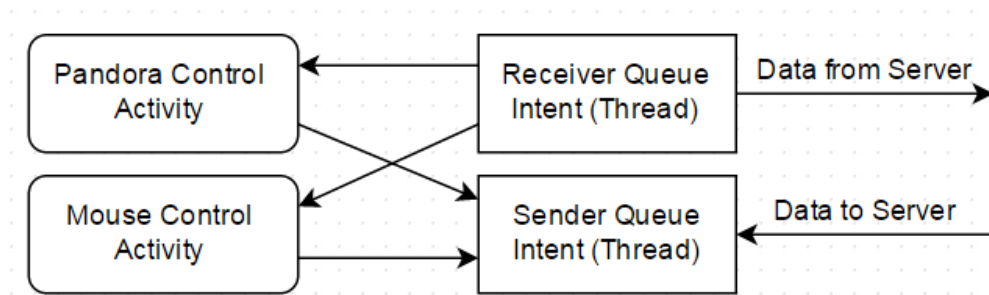 Pandora Control
Activity
Receiver Queue
Intent (Thread)
Data from Server
Mouse Control
Activity
Sender Queue
Intent (Thread)
Data to Server